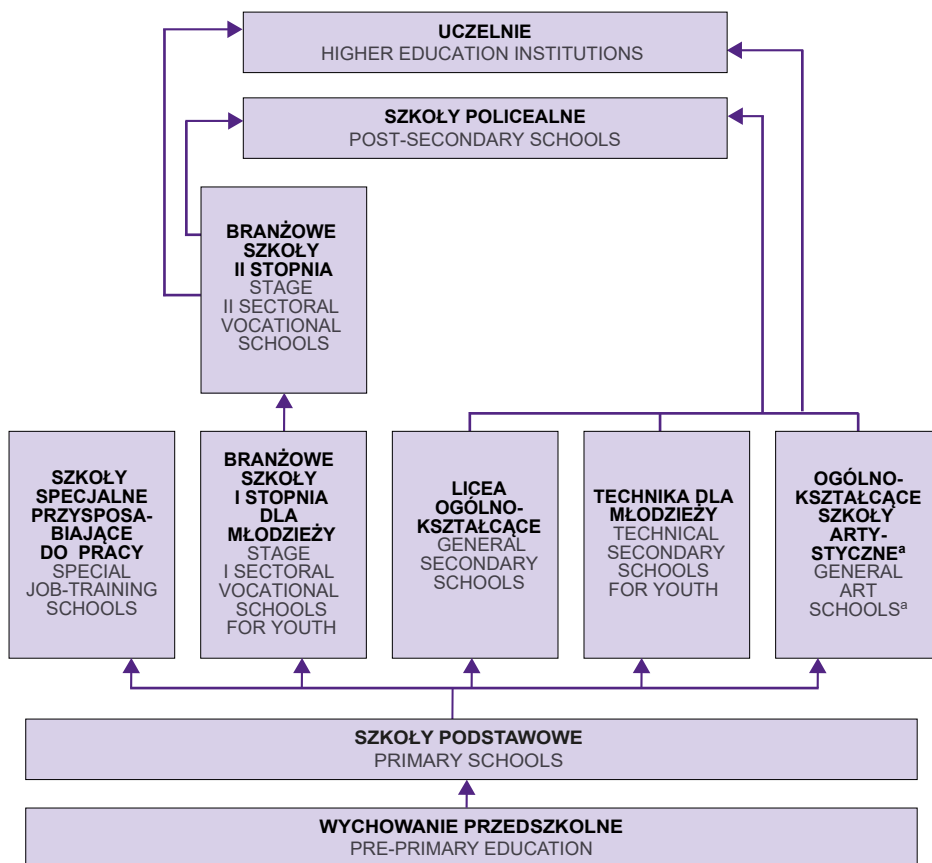 UCZELNIE
HIGHER EDUCATION INSTITUTIONS
SZKOŁY POLICEALNE
POST-SECONDARY SCHOOLS
BRANŻOWE
SZKOŁY
II STOPNIA
STAGE
II SECTORAL
VOCATIONAL
SCHOOLS
SZKOŁY
SPECJALNE
PRZYSPOSA-
BIAJĄCE
DO PRACY
SPECIAL
JOB-TRAINING
SCHOOLS
BRANŻOWE
SZKOŁY
I STOPNIA
DLA
MŁODZIEŻY
STAGE
I SECTORAL
VOCATIONAL
SCHOOLS
FOR YOUTH
LICEA
OGÓLNO-
KSZTAŁCĄCE
GENERAL
SECONDARY
SCHOOLS
TECHNIKA DLA
MŁODZIEŻY
TECHNICAL
SECONDARY
SCHOOLS
FOR YOUTH
OGÓLNO-
KSZTAŁCĄCE
SZKOŁY
ARTY-
STYCZNEᵃ
GENERAL
ART
SCHOOLSᵃ
SZKOŁY PODSTAWOWE
PRIMARY SCHOOLS
WYCHOWANIE PRZEDSZKOLNE
PRE-PRIMARY EDUCATION